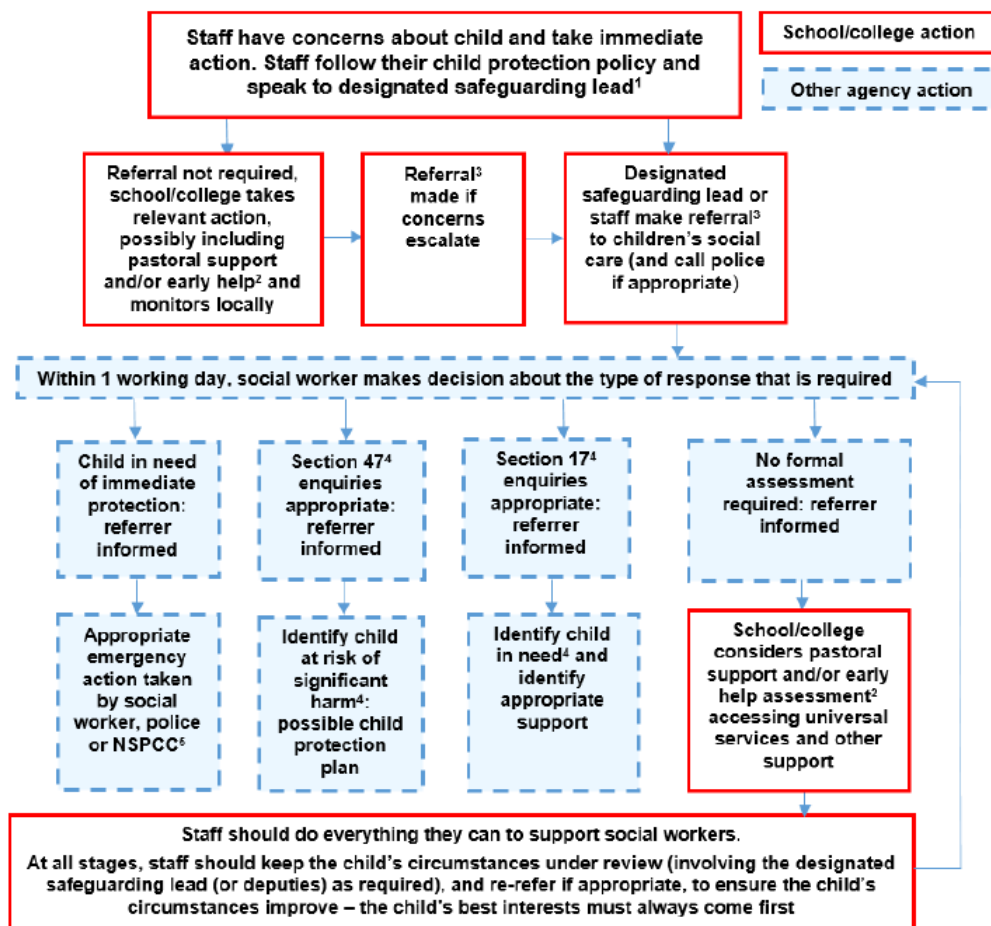 Staff have concerns about child and take immediate
action. Staff follow their child protection policy and
speak to designated safeguarding lead¹
School/college action
Other agency action
Referral not required,
school/college takes
relevant action,
possibly including
pastoral support
and/or early help² and
monitors locally
Referral³
made if
concerns
escalate
Designated
safeguarding lead or
staff make referral³
to children's social
care (and call police
if appropriate)
Within 1 working day, social worker makes decision about the type of response that is required
Child in need
of immediate
protection:
referrer
informed
Section 47⁴
enquiries
appropriate:
referrer
informed
Section 17⁴
enquiries
appropriate:
referrer
informed
No formal
assessment
required: referrer
informed
Appropriate
emergency
action taken
by social
worker, police
or NSPCC⁵
Identify child
at risk of
significant
harm⁴:
possible child
protection
plan
Identify child
in need⁴ and
identify
appropriate
support
School/college
considers pastoral
support and/or early
help assessment²
accessing universal
services and other
support
Staff should do everything they can to support social workers.
At all stages, staff should keep the child's circumstances under review (involving the designated
safeguarding lead (or deputies) as required), and re-refer if appropriate, to ensure the child's
circumstances improve – the child's best interests must always come first